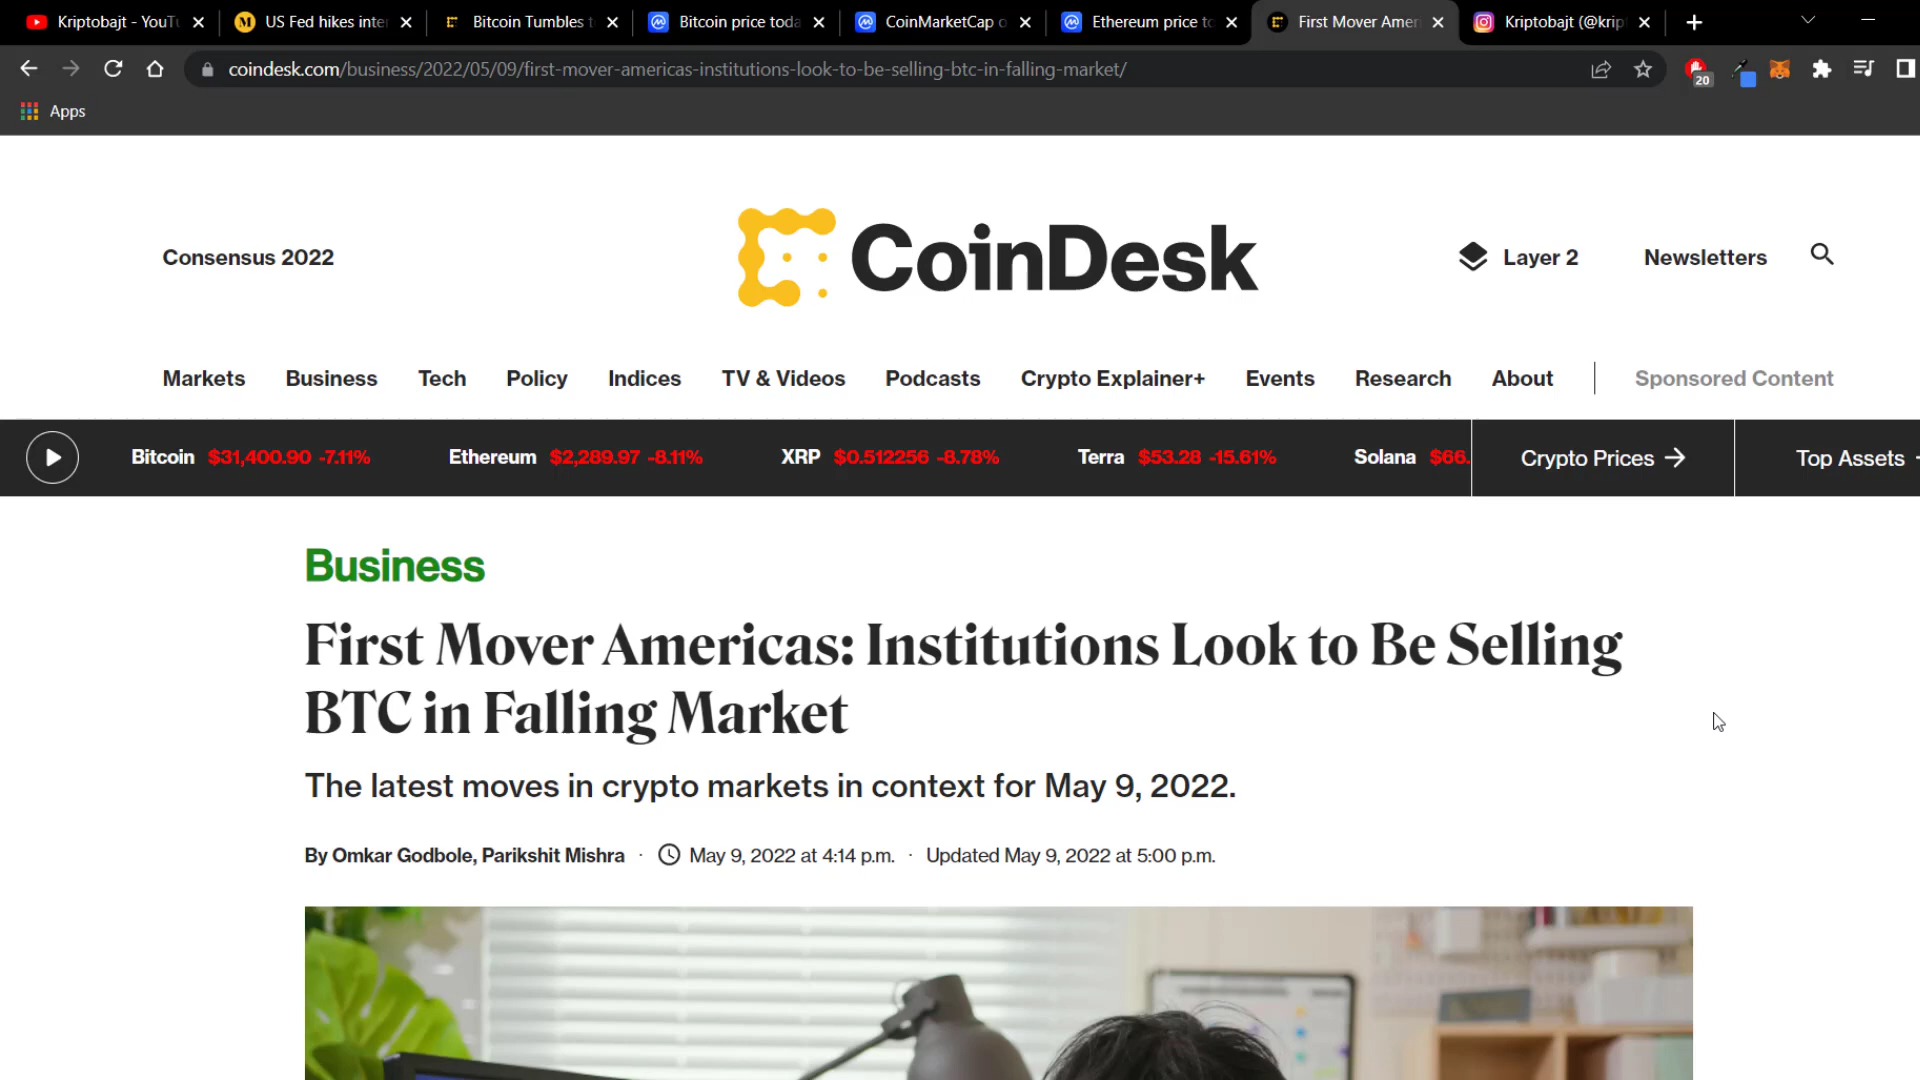 Kriptobajt - YouTu
US Fed hikes inter
Bitcoin Tumbles t
Bitcoin price toda
CoinMarketCap o
Ethereum price to
First Mover Amer
Kriptobajt (@krip
coindesk.com/business/2022/05/09/first-mover-americas-institutions-look-to-be-selling-btc-in-falling-market/
20
Apps
Consensus 2022
CoinDesk
Layer 2
Newsletters
Markets Business Tech Policy Indices TV & Videos Podcasts Crypto Explainer+ Events Research About Sponsored Content
Bitcoin $31,400.90 -7.11% Ethereum $2,289.97 -8.11% XRP $0.512256 -8.78% Terra $53.28 -15.61% Solana $66. Crypto Prices → Top Assets
Business
First Mover Americas: Institutions Look to Be Selling
BTC in Falling Market
The latest moves in crypto markets in context for May 9, 2022.
By Omkar Godbole, Parikshit Mishra · May 9, 2022 at 4:14 p.m. · Updated May 9, 2022 at 5:00 p.m.